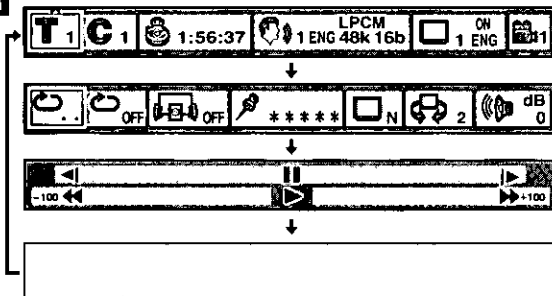 T 1 C 1 1:56:37 1 ENG LPCM 48k 16b 1 ON ENG 1
. . OFF OFF * * * * * N 2 dB 0
-100 +100